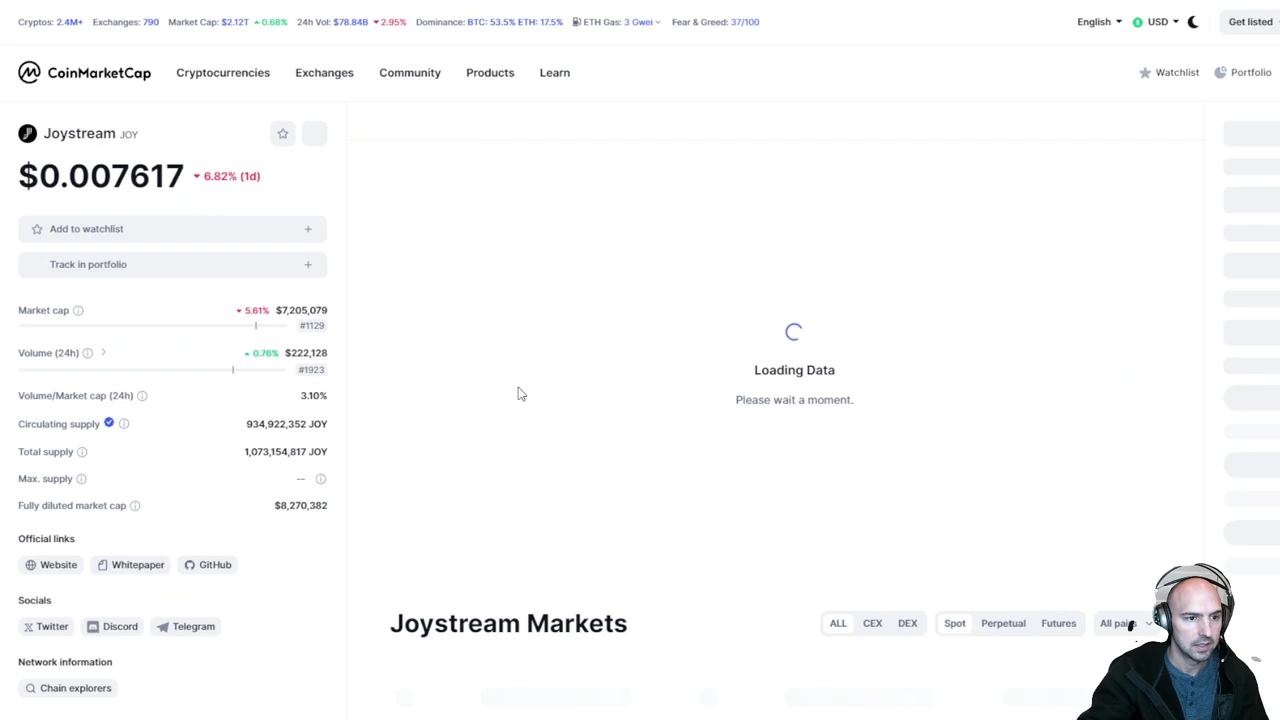 Cryptos: 2.4M+ Exchanges: 790 Market Cap: $2.12T 0.68% 24h Vol: $78.84B 2.95% Dominance: BTC: 53.5% ETH: 17.5% ETH Gas: 3 Gwei Fear & Greed: 37/100 English USD Get listed
CoinMarketCap Cryptocurrencies Exchanges Community Products Learn Watchlist Portfolio
Joystream JOY
$0.007617 6.82% (1d)
Add to watchlist +
Track in portfolio +
Market cap 5.61% $7,205,079
#1129
Volume (24h) 0.76% $222,128
#1923
Volume/Market cap (24h) 3.10%
Circulating supply 934,922,352 JOY
Total supply 1,073,154,817 JOY
Max. supply --
Fully diluted market cap $8,270,382
Official links
Website Whitepaper GitHub
Socials
Twitter Discord Telegram
Network information
Chain explorers
Loading Data
Please wait a moment.
Joystream Markets ALL CEX DEX Spot Perpetual Futures All pairs